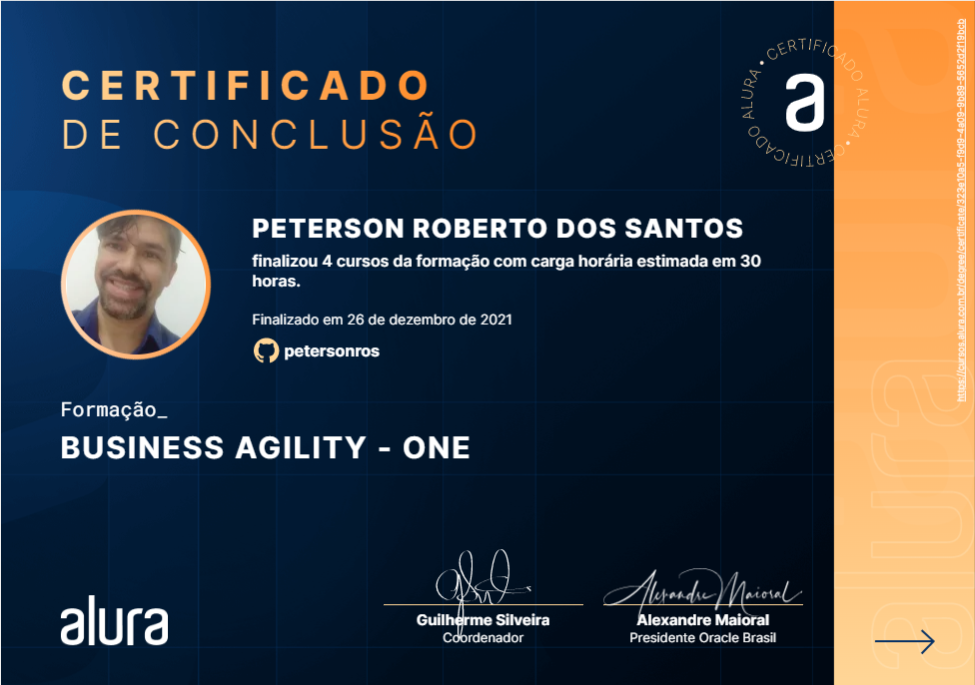 CERTIFICADO
DE CONCLUSÃO
CERTIFICADO ALURA • CERTIFICADO ALURA •
a
PETERSON ROBERTO DOS SANTOS
finalizou 4 cursos da formação com carga horária estimada em 30
horas.
Finalizado em 26 de dezembro de 2021
petersonros
Formação_
BUSINESS AGILITY - ONE
alura
Guilherme Silveira
Coordenador
Alexandre Maioral
Alexandre Maioral
Presidente Oracle Brasil
alura